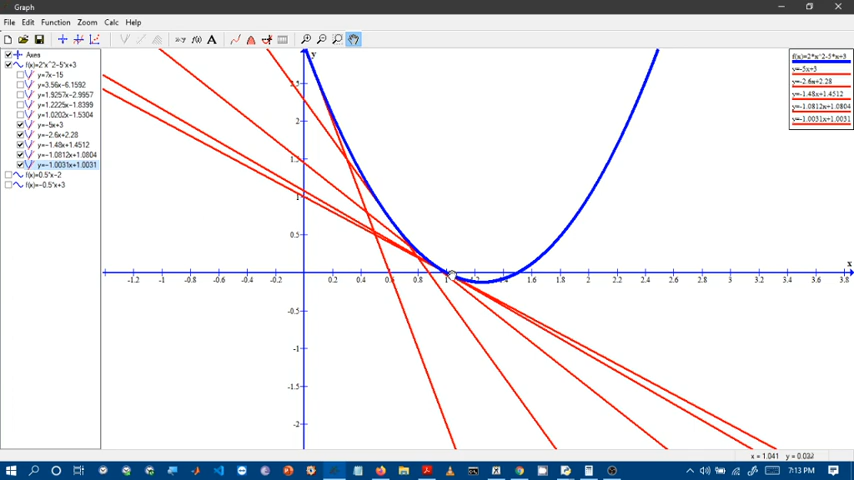 Graph
File Edit Function Zoom Calc Help
Axes
f(x)=2*x^2-5*x+3
y=7x-15
y=3.56x-6.1592
y=1.9257x-2.9957
y=1.2225x-1.8399
y=1.0202x-1.5304
y=-5x+3
y=-2.6x+2.28
y=-1.48x+1.4512
y=-1.0812x+1.0804
y=-1.0031x+1.0031
f(x)=0.5*x-2
f(x)=-0.5*x+3
y
2
1.5
1
0.5
-0.5
-1
-1.5
-2
x
-1.2 -1 -0.8 -0.6 -0.4 -0.2 0.2 0.4 0.8 1 1.2 1.4 1.6 1.8 2 2.2 2.4 2.6 2.8 3 3.2 3.4 3.6 3.8
f(x)=2*x^2-5*x+3
y=-5x+3
y=-2.6x+2.28
y=-1.48x+1.4512
y=-1.0812x+1.0804
y=-1.0031x+1.0031
x = 1.041 y = 0.032
7:13 PM